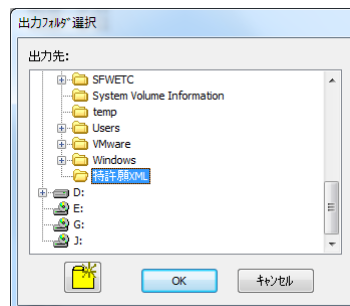 出力ﾌｫﾙﾀﾞ選択
出力先:
SFWETC
System Volume Information
temp
Users
VMware
Windows
特許願XML
D:
E:
G:
J:
OK
ｷｬﾝｾﾙ